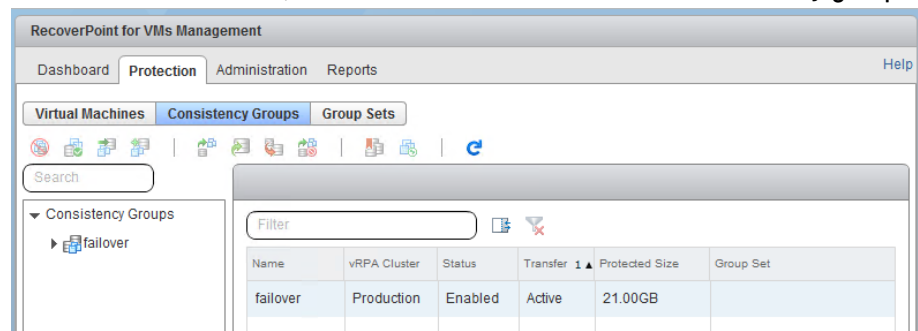 RecoverPoint for VMs Management
Dashboard Protection Administration Reports Help
Virtual Machines Consistency Groups Group Sets
Search
Consistency Groups
failover
Filter
Name vRPA Cluster Status Transfer 1 ▲ Protected Size Group Set
failover Production Enabled Active 21.00GB